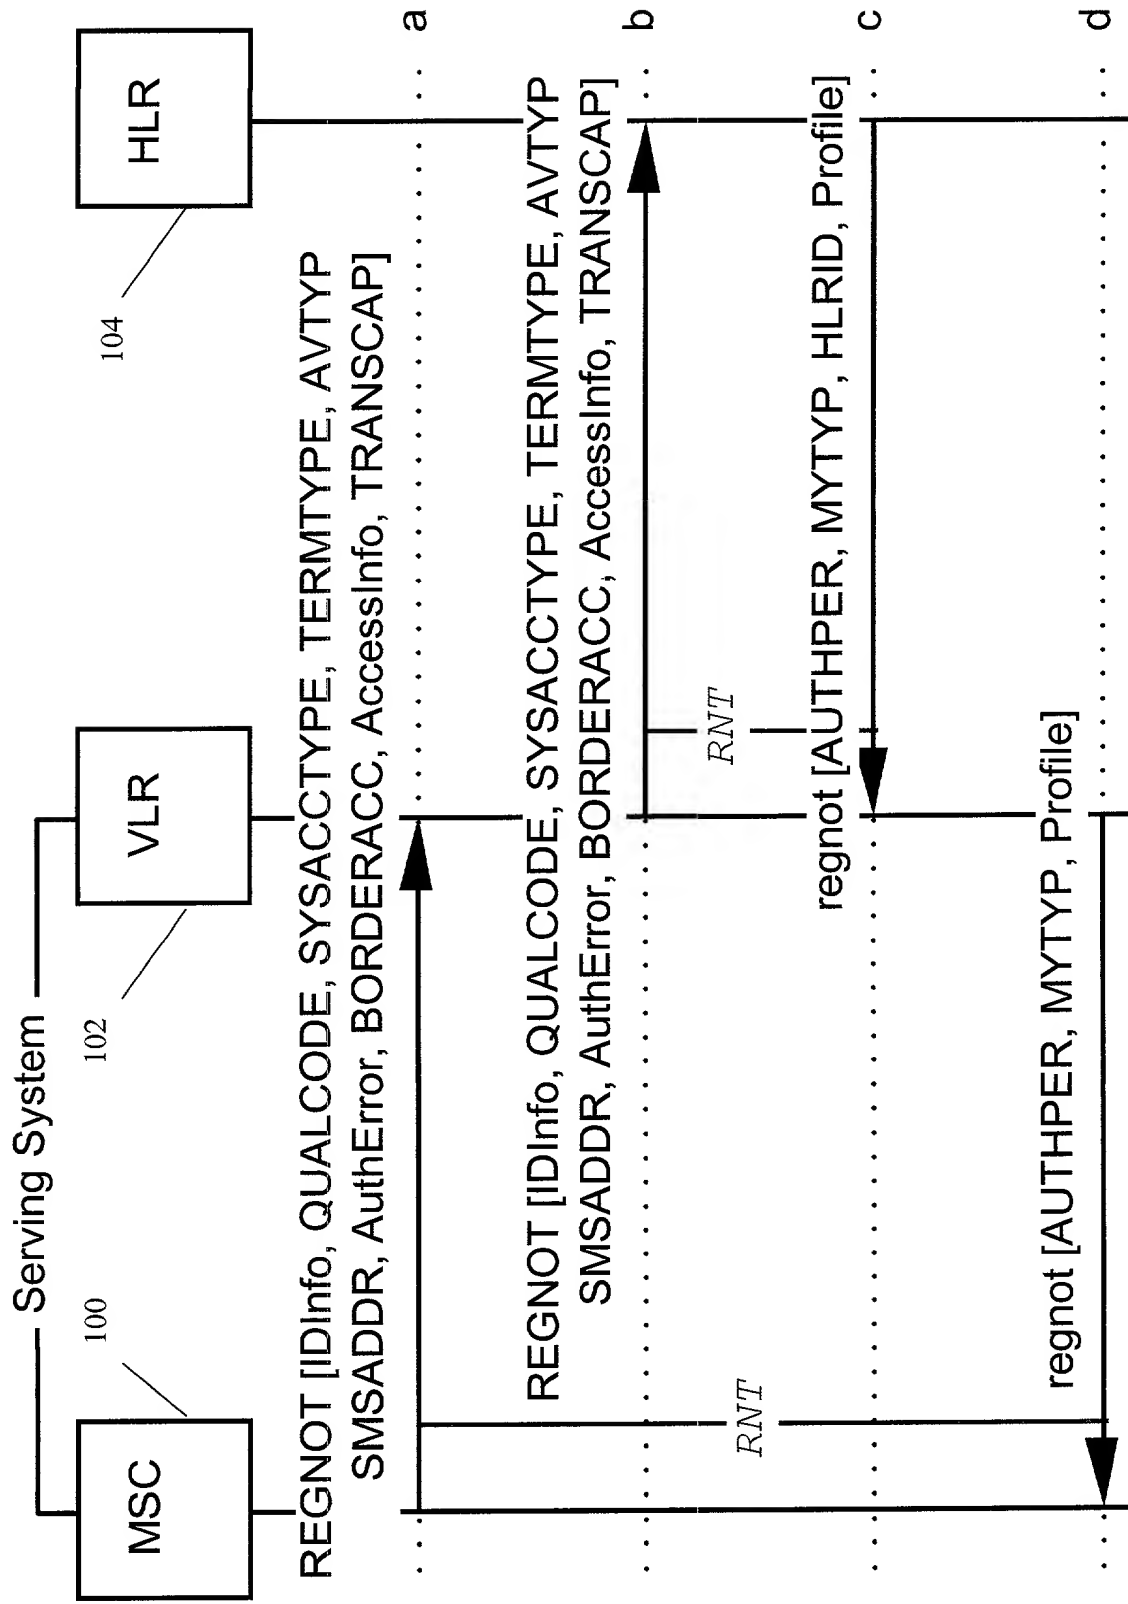 Serving System
MSC
VLR
HLR
100
102
104
REGNOT [IDInfo, QUALCODE, SYSACCTYPE, TERMTYPE, AVTYP
SMSADDR, AuthError, BORDERACC, AccessInfo, TRANSCAP]
a
REGNOT [IDInfo, QUALCODE, SYSACCTYPE, TERMTYPE, AVTYP
SMSADDR, AuthError, BORDERACC, AccessInfo, TRANSCAP]
b
RNT
RNT
regnot [AUTHPER, MYTYP, HLRID, Profile]
c
regnot [AUTHPER, MYTYP, Profile]
d